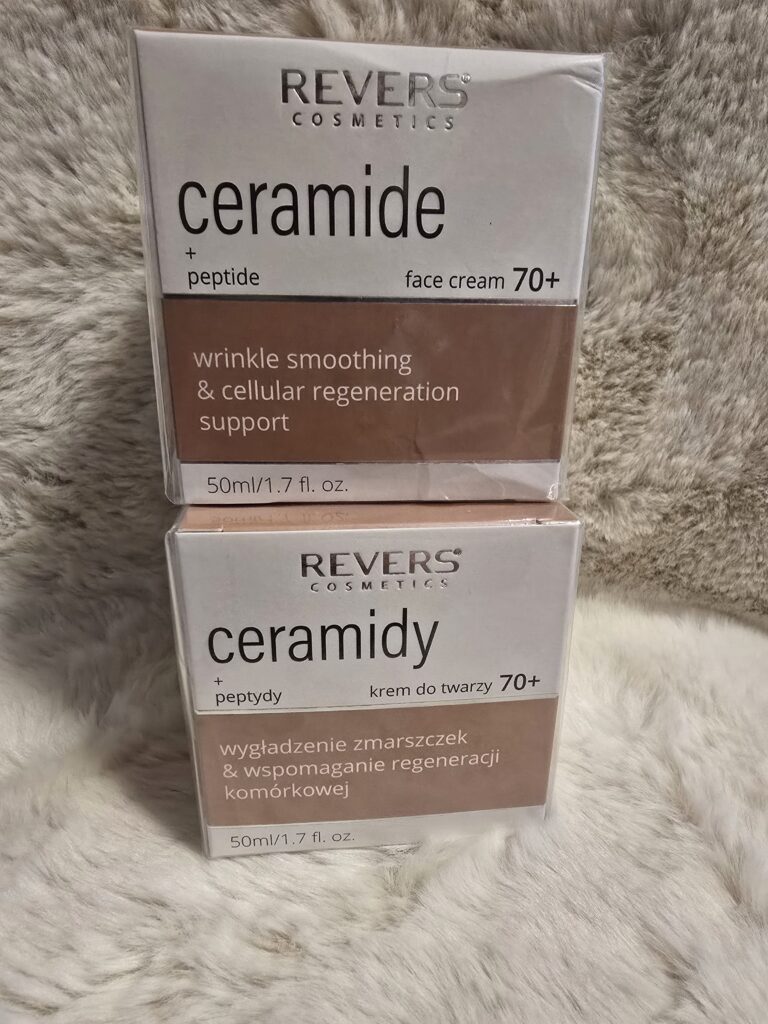 REVERS®
COSMETICS
ceramide
+
peptide face cream 70+
wrinkle smoothing
& cellular regeneration
support
50ml/1.7 fl. oz.
REVERS®
COSMETICS
ceramidy
+
peptydy krem do twarzy 70+
wygładzenie zmarszczek
& wspomaganie regeneracji
komórkowej
50ml/1.7 fl. oz.